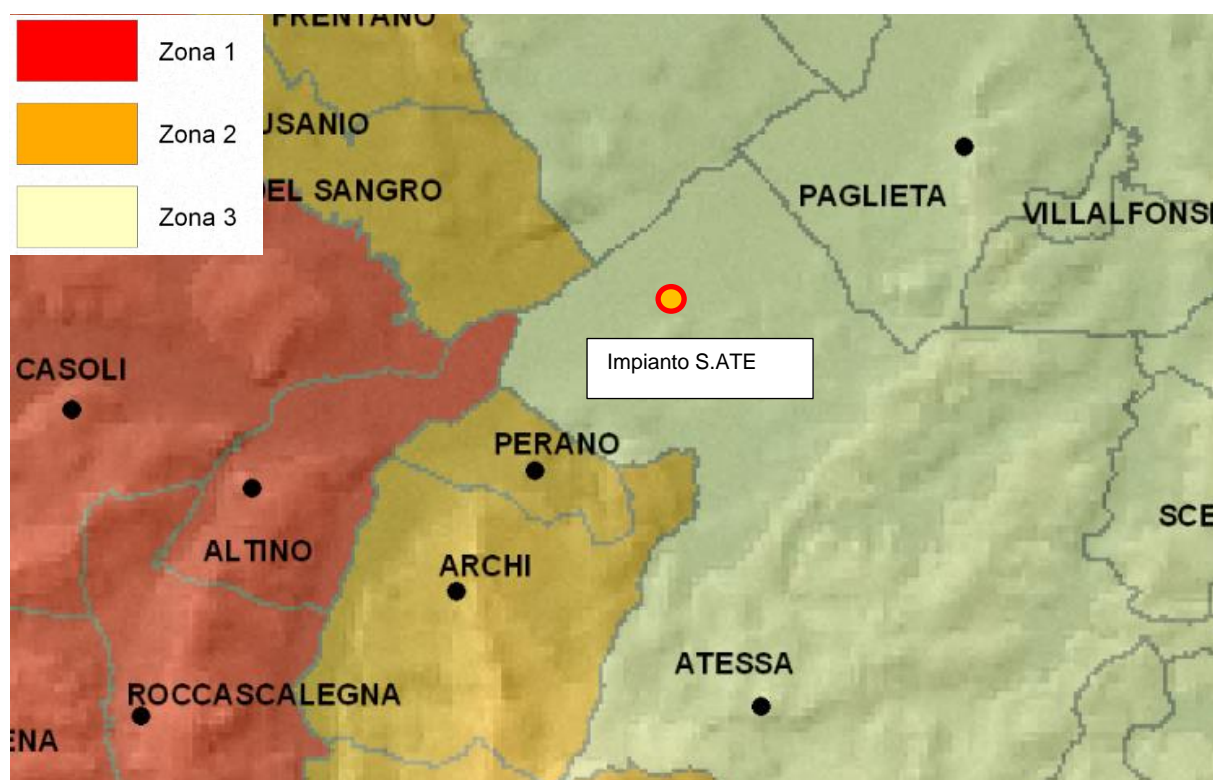 FRENTANO
Zona 1
Zona 2
Zona 3
USANIO
DEL SANGRO
PAGLIETA
VILLALFONS
Impianto S.ATE
CASOLI
PERANO
ALTINO
ARCHI
SCE
ATESSA
ROCCASCALEGNA
ENA